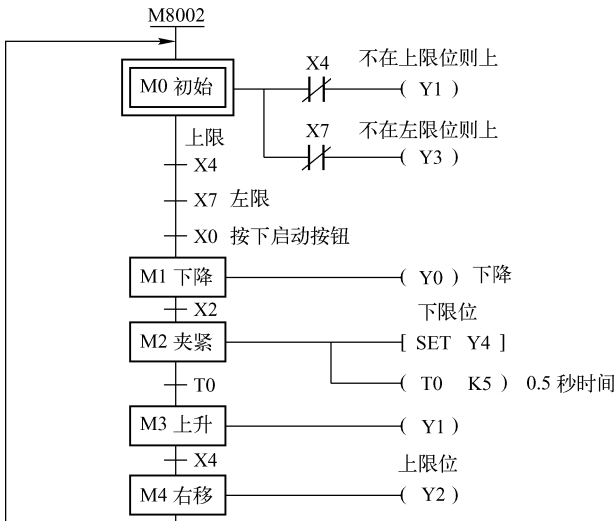 M8002
M0 初始
X4
不在上限位则上
( Y1 )
X7
不在左限位则上
( Y3 )
上限
X4
X7 左限
X0 按下启动按钮
M1 下降
( Y0 ) 下降
X2
下限位
M2 夹紧
[ SET Y4 ]
( T0 K5 ) 0.5 秒时间
T0
M3 上升
( Y1 )
X4
上限位
M4 右移
( Y2 )